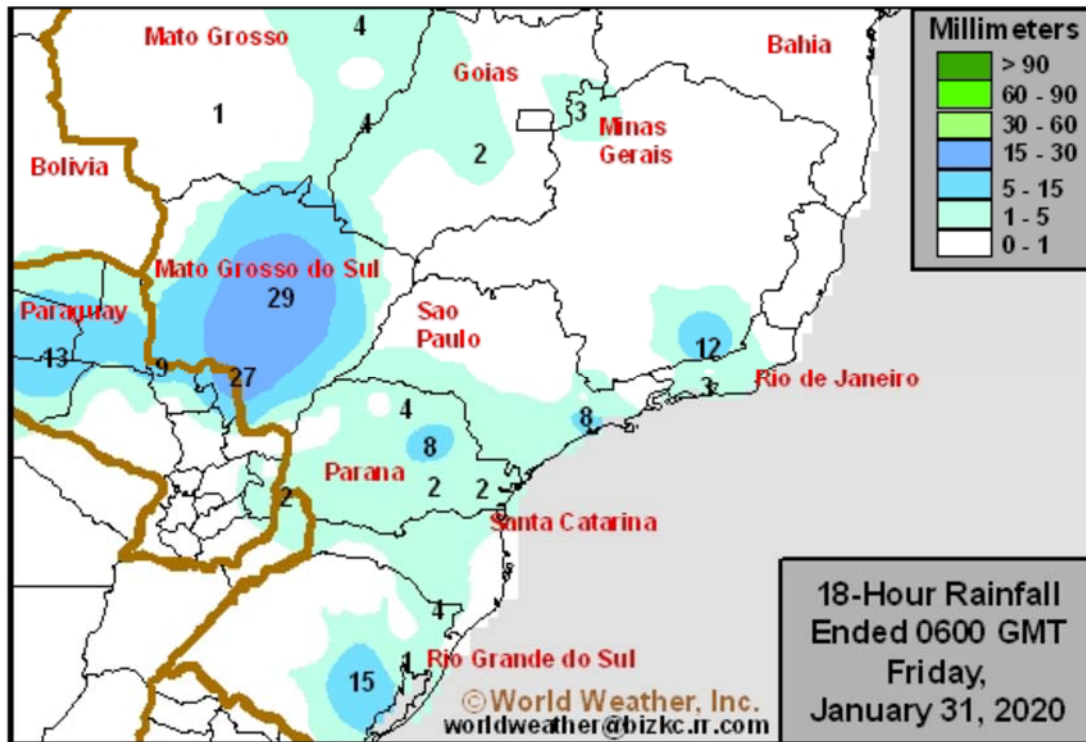 4
Mato Grosso
Bahia
Goias
1
4
3
Minas
Gerais
2
Bolivia
Mato Grosso do Sul
29
Paraguay
Sao
Paulo
13
9
27
12
3
Rio de Janeiro
4
8
8
Parana
2
2
2
Santa Catarina
4
1
Rio Grande do Sul
15
©World Weather, Inc.
worldweather@bizkc.rr.com
Millimeters
> 90
60 - 90
30 - 60
15 - 30
5 - 15
1 - 5
0 - 1
18-Hour Rainfall
Ended 0600 GMT
Friday,
January 31, 2020